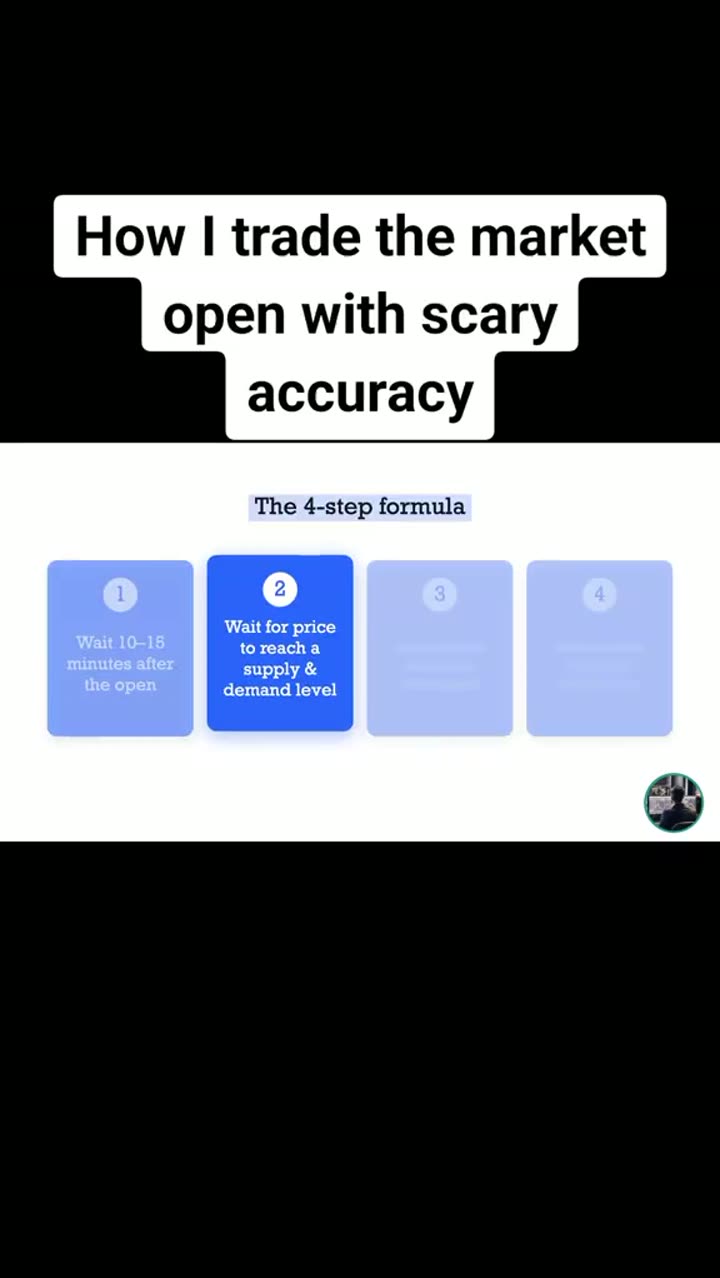 How I trade the market
open with scary
accuracy
The 4-step formula
1
Wait 10–15
minutes after
the open
2
Wait for price
to reach a
supply &
demand level
3
4